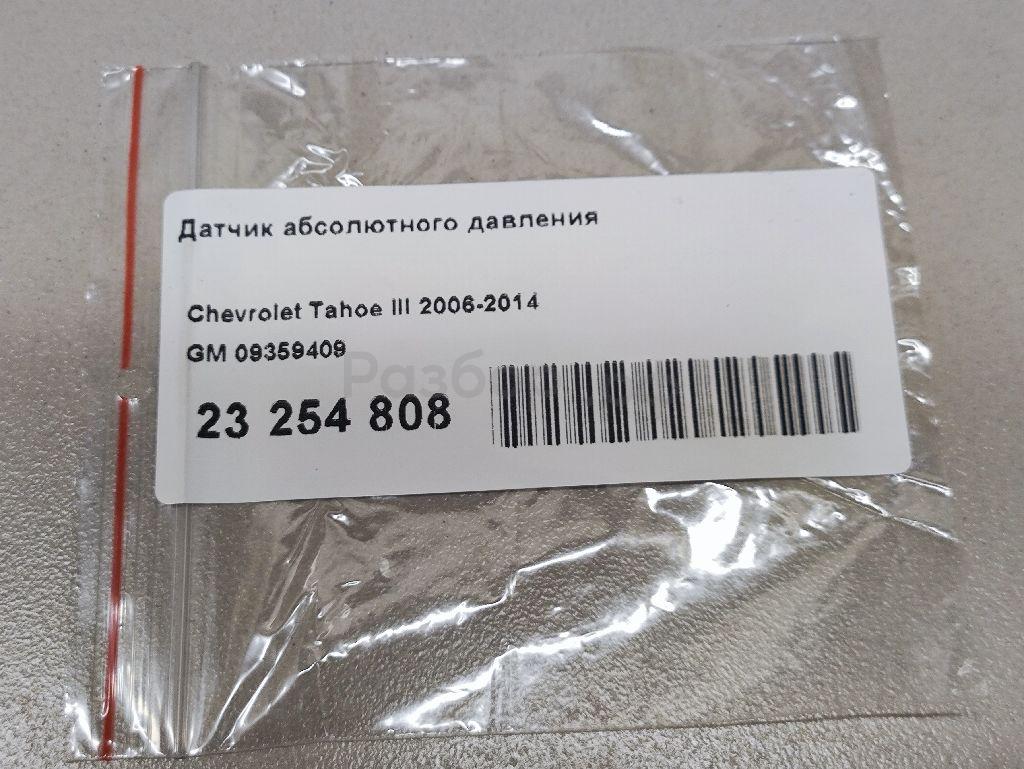 Датчик абсолютного давления
Chevrolet Tahoe III 2006-2014
GM 09359409
23 254 808